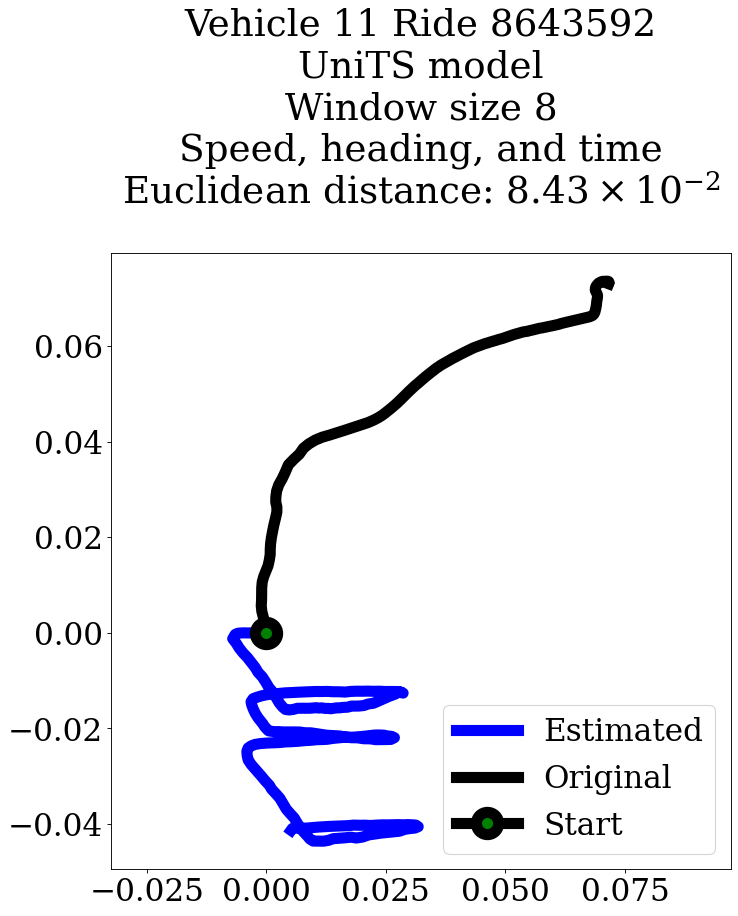 Vehicle 11 Ride 8643592
UniTS model
Window size 8
Speed, heading, and time
Euclidean distance: 8.43 × 10⁻²
0.06
0.04
0.02
0.00
−0.02
−0.04
Estimated
Original
Start
−0.025 0.000 0.025 0.050 0.075